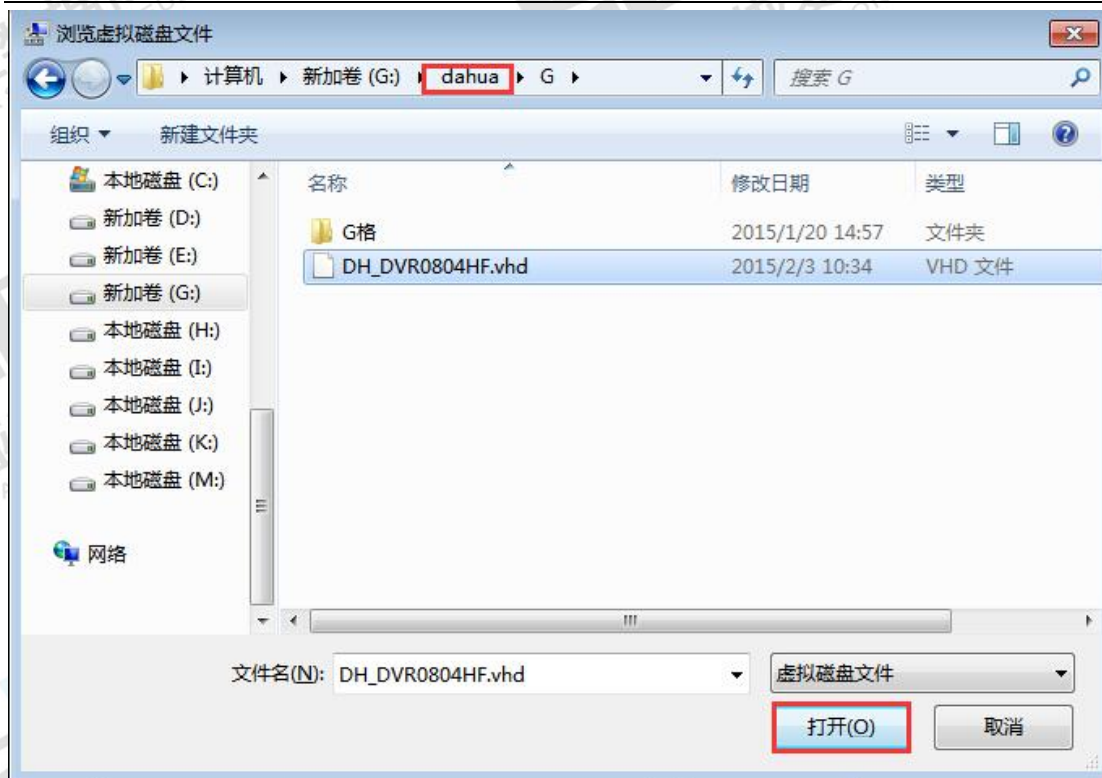 浏览虚拟磁盘文件
计算机 新加卷 (G:) dahua G 搜索 G
组织 新建文件夹
名称 修改日期 类型
本地磁盘 (C:)
新加卷 (D:)
新加卷 (E:)
新加卷 (G:)
本地磁盘 (H:)
本地磁盘 (I:)
本地磁盘 (J:)
本地磁盘 (K:)
本地磁盘 (M:)
网络
G格 2015/1/20 14:57 文件夹
DH_DVR0804HF.vhd 2015/2/3 10:34 VHD 文件
文件名(N): DH_DVR0804HF.vhd 虚拟磁盘文件
打开(O) 取消